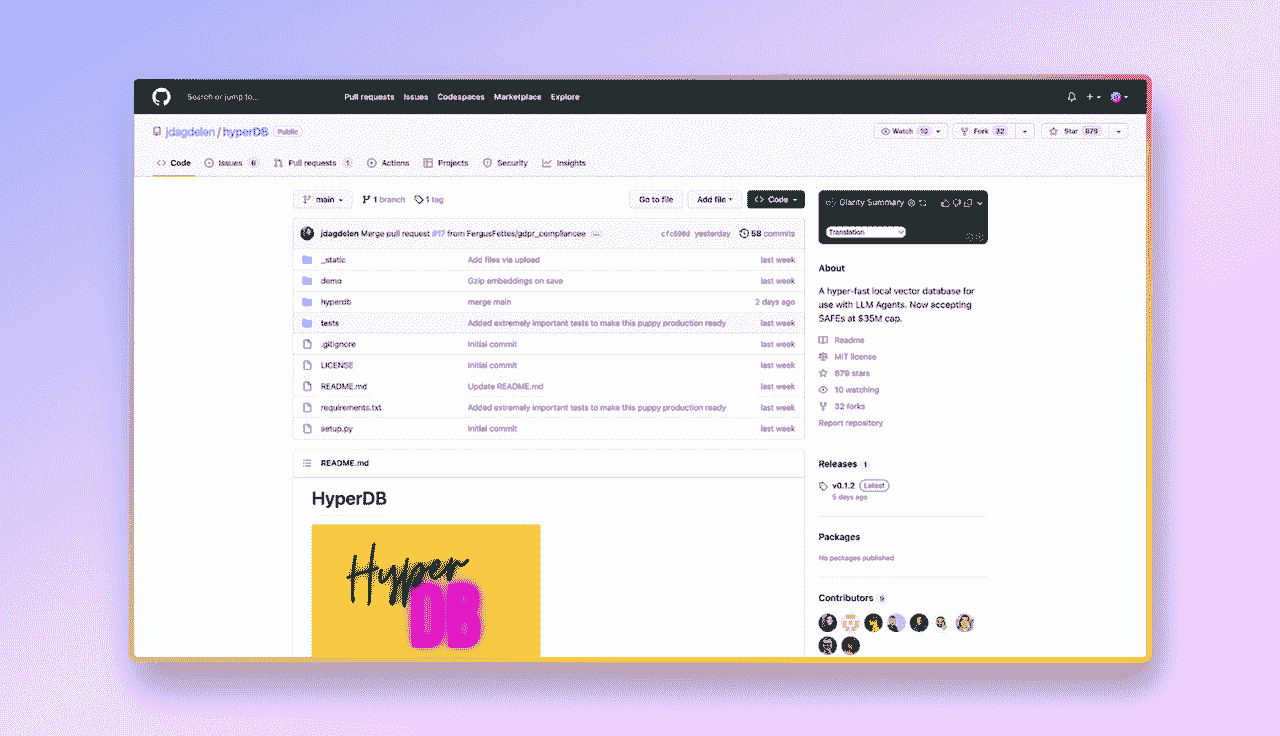 Search or jump to... Pull requests Issues Codespaces Marketplace Explore
jdagdelen / hyperDB Public Watch 10 Fork 32 Star 879
Code Issues 6 Pull requests 1 Actions Projects Security Insights
main 1 branch 1 tag Go to file Add file Code
jdagdelen Merge pull request #17 from FergusFettes/gdpr_compliancee ... yesterday 58 commits
_static Add files via upload last week
demo Gzip embeddings on save last week
hyperdb merge main 2 days ago
tests Added extremely important tests to make this puppy production ready last week
.gitignore Initial commit last week
LICENSE Initial commit last week
README.md Update README.md last week
requirements.txt Added extremely important tests to make this puppy production ready last week
setup.py Initial commit last week
README.md
HyperDB
Hyper
DB
Glarity Summary
Translation
About
A hyper-fast local vector database for
use with LLM Agents. Now accepting
SAFEs at $35M cap.
Readme
MIT license
879 stars
10 watching
32 forks
Report repository
Releases 1
v0.1.2 Latest
5 days ago
Packages
No packages published
Contributors 9